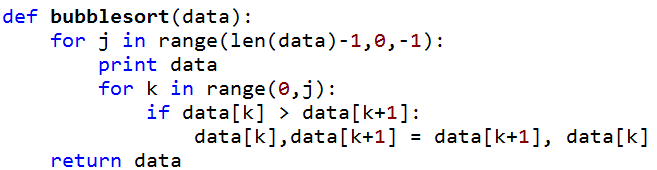 def bubblesort(data):
    for j in range(len(data)-1,0,-1):
        print data
        for k in range(0,j):
            if data[k] > data[k+1]:
                data[k],data[k+1] = data[k+1], data[k]
    return data